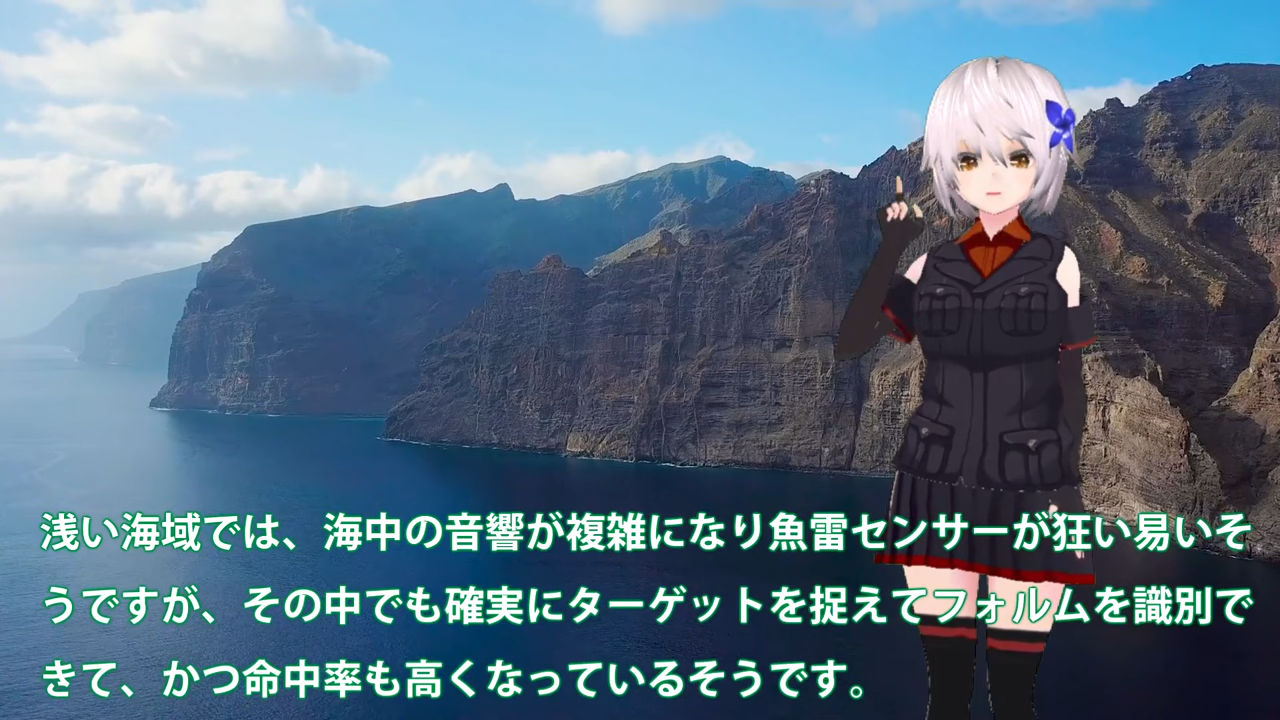 浅い海域では、海中の音響が複雑になり魚雷センサーが狂い易いそ
うですが、その中でも確実にターゲットを捉えてフォルムを識別で
きて、かつ命中率も高くなっているそうです。